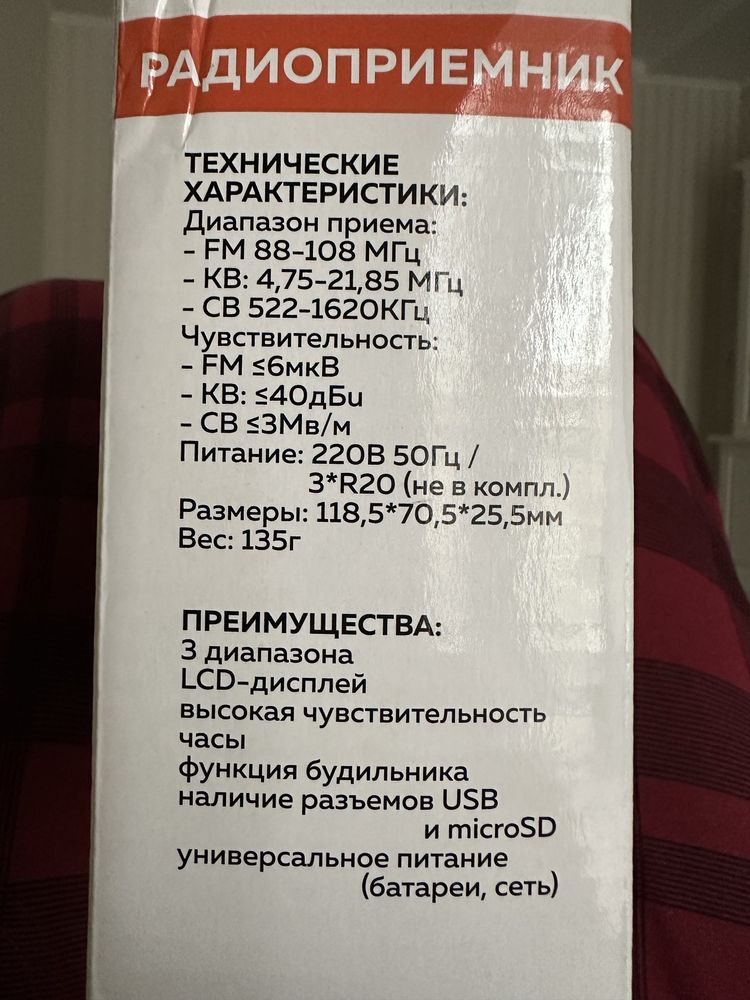 РАДИОПРИЕМНИК
ТЕХНИЧЕСКИЕ
ХАРАКТЕРИСТИКИ:
Диапазон приема:
- FM 88-108 МГц
- КВ: 4,75-21,85 МГц
- СВ 522-1620КГц
Чувствительность:
- FM ≤6мкВ
- КВ: ≤40дБи
- СВ ≤3Мв/м
Питание: 220В 50Гц /
3*R20 (не в компл.)
Размеры: 118,5*70,5*25,5мм
Вес: 135г
ПРЕИМУЩЕСТВА:
3 диапазона
LCD-дисплей
высокая чувствительность
часы
функция будильника
наличие разъемов USB
и microSD
универсальное питание
(батареи, сеть)